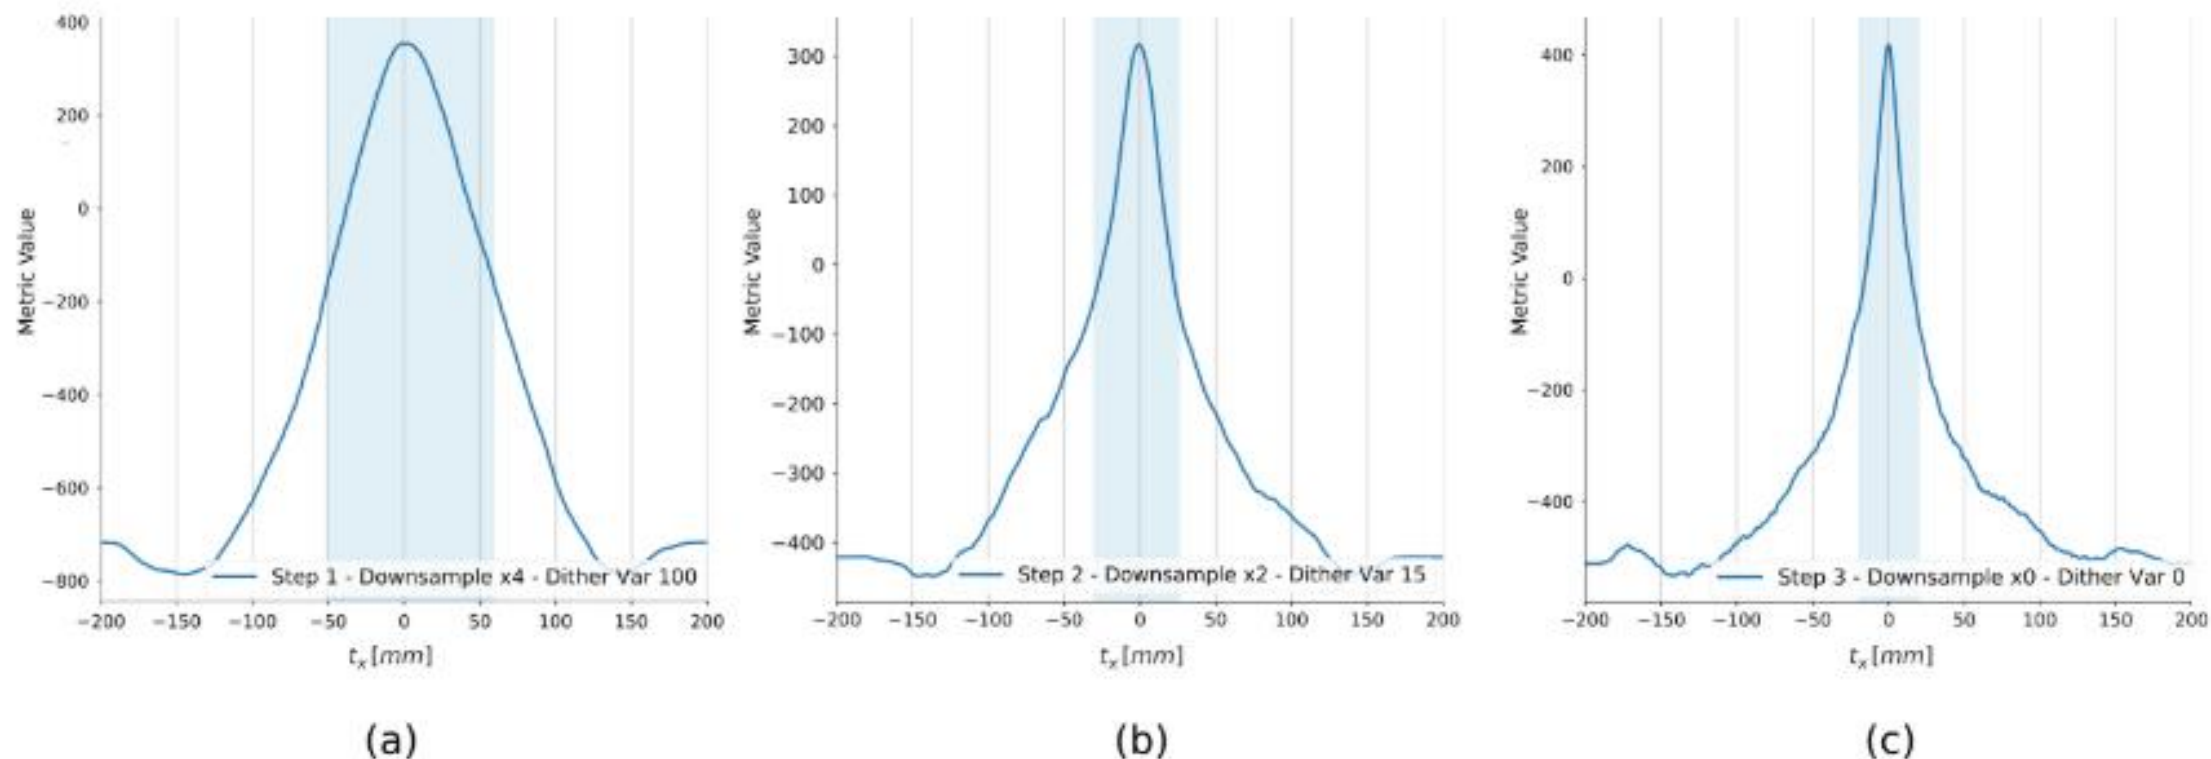 400
200
0
−200
−400
−600
−800
Metric Value
Step 1 - Downsample x4 - Dither Var 100
−200 −150 −100 −50 0 50 100 150 200
t_x [mm]
(a)
300
200
100
0
−100
−200
−300
−400
Metric Value
Step 2 - Downsample x2 - Dither Var 15
−200 −150 −100 −50 0 50 100 150 200
t_x [mm]
(b)
400
200
0
−200
−400
Metric Value
Step 3 - Downsample x0 - Dither Var 0
−200 −150 −100 −50 0 50 100 150 200
t_x [mm]
(c)